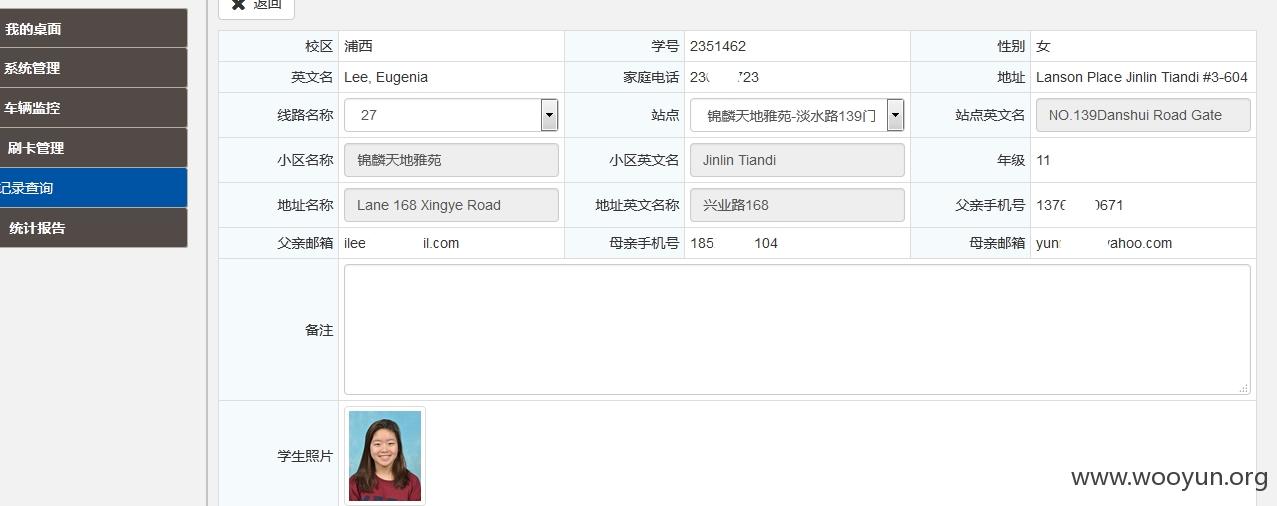 返回
我的桌面
系统管理
车辆监控
刷卡管理
记录查询
统计报告
校区 浦西 学号 2351462 性别 女
英文名 Lee, Eugenia 家庭电话 23 723 地址 Lanson Place Jinlin Tiandi #3-604
线路名称 27 站点 锦麟天地雅苑-淡水路139门 站点英文名 NO.139Danshui Road Gate
小区名称 锦麟天地雅苑 小区英文名 Jinlin Tiandi 年级 11
地址名称 Lane 168 Xingye Road 地址英文名称 兴业路168 父亲手机号 137 0671
父亲邮箱 ilee il.com 母亲手机号 185 104 母亲邮箱 yun yahoo.com
备注
学生照片
www.wooyun.org